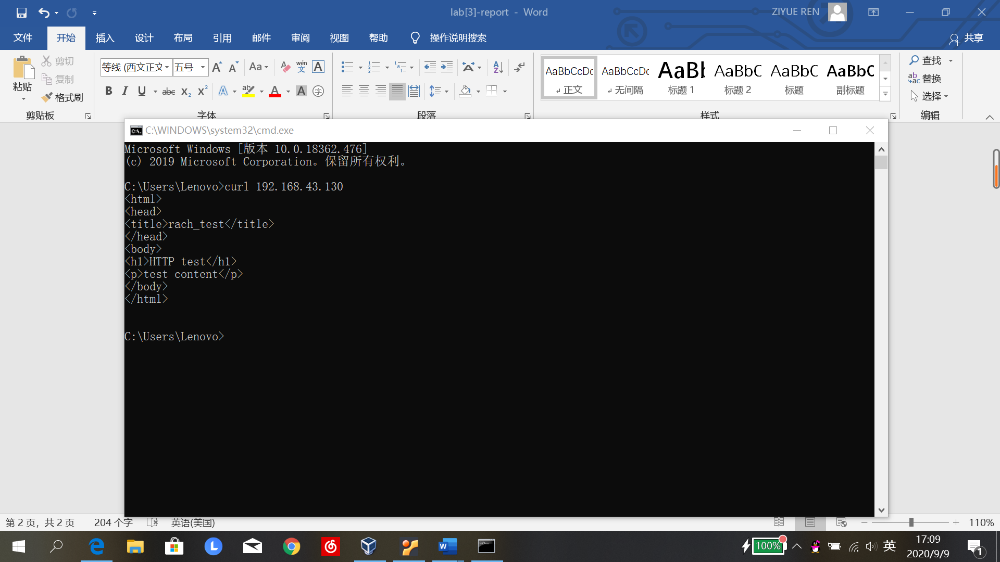 lab[3]-report - Word
ZIYUE REN
文件 开始 插入 设计 布局 引用 邮件 审阅 视图 帮助 操作说明搜索 共享
粘贴
剪切
复制
格式刷
剪贴板
等线 (西文正文 五号
字体
段落
AaBbCcDc AaBbCcDc AaBb AaBbC AaBbC AaBbC
正文 无间隔 标题 1 标题 2 标题 副标题
样式
查找
替换
选择
编辑
C:\WINDOWS\system32\cmd.exe
Microsoft Windows [版本 10.0.18362.476]
(c) 2019 Microsoft Corporation。保留所有权利。
C:\Users\Lenovo>curl 192.168.43.130
<html>
<head>
<title>rach_test</title>
</head>
<body>
<h1>HTTP test</h1>
<p>test content</p>
</body>
</html>
C:\Users\Lenovo>
第 2 页，共 2 页 204 个字 英语(美国) 110%
100% 英 17:09
2020/9/9
1